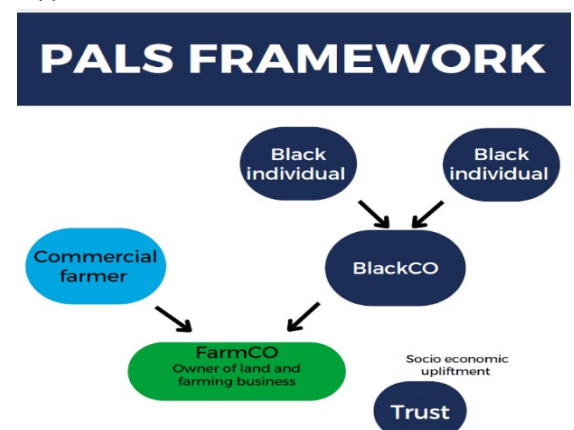 PALS FRAMEWORK
Black
individual
Black
individual
Commercial
farmer
BlackCO
FarmCO
Owner of land and
farming business
Socio economic
upliftment
Trust